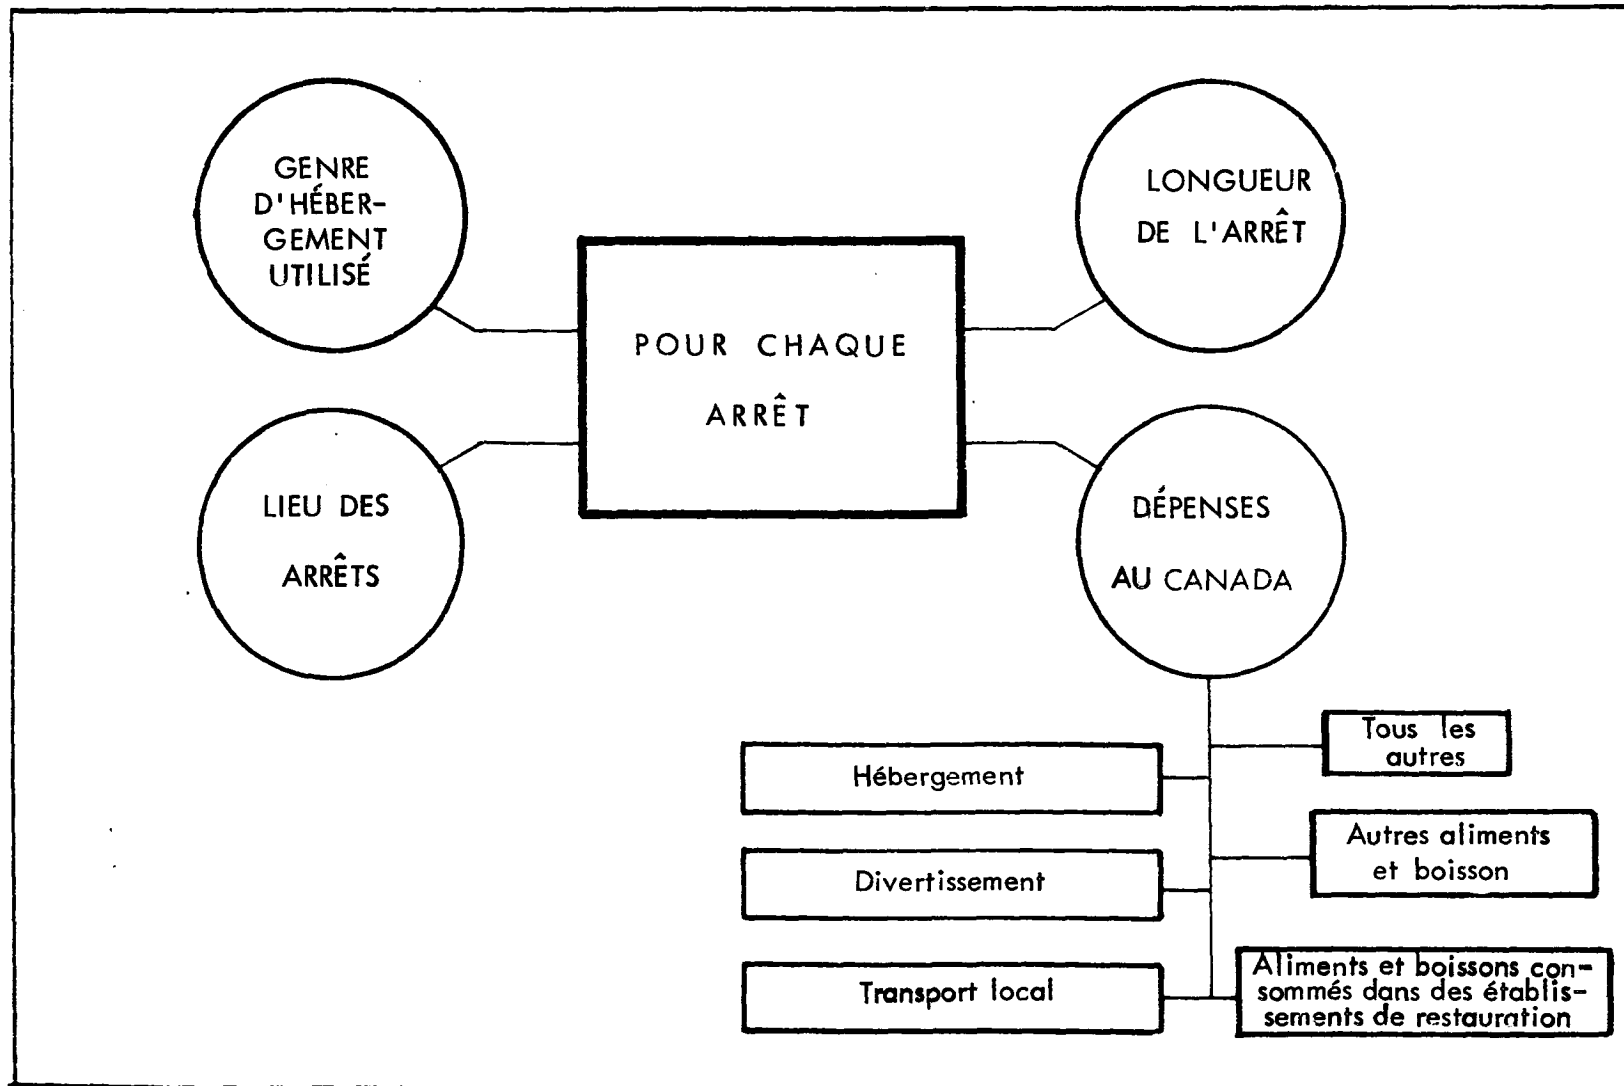 GENRE
D'HÉBER-
GEMENT
UTILISÉ
LONGUEUR
DE L'ARRÊT
POUR CHAQUE
ARRÊT
LIEU DES
ARRÊTS
DÉPENSES
AU CANADA
Tous les
autres
Hébergement
Autres aliments
et boisson
Divertissement
Transport local
Aliments et boissons con-
sommés dans des établis-
sements de restauration